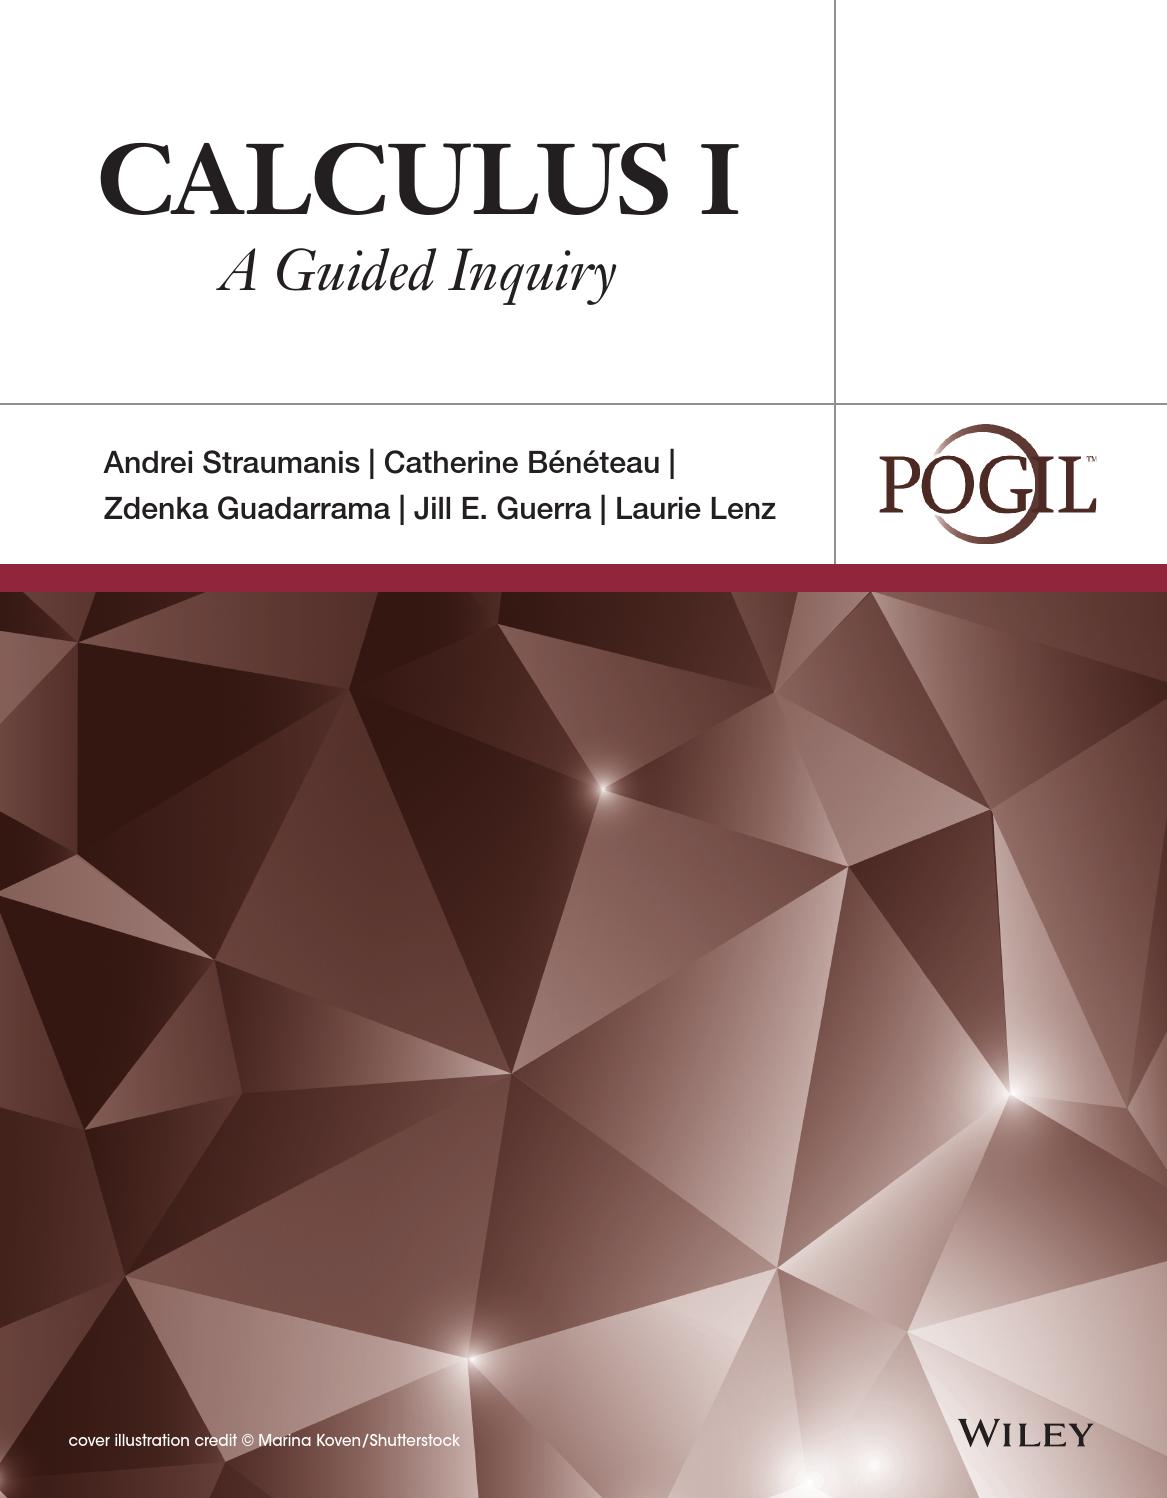 CALCULUS I
A Guided Inquiry
Andrei Straumanis | Catherine Bénéteau |
Zdenka Guadarrama | Jill E. Guerra | Laurie Lenz
POGIL™
cover illustration credit © Marina Koven/Shutterstock
WILEY